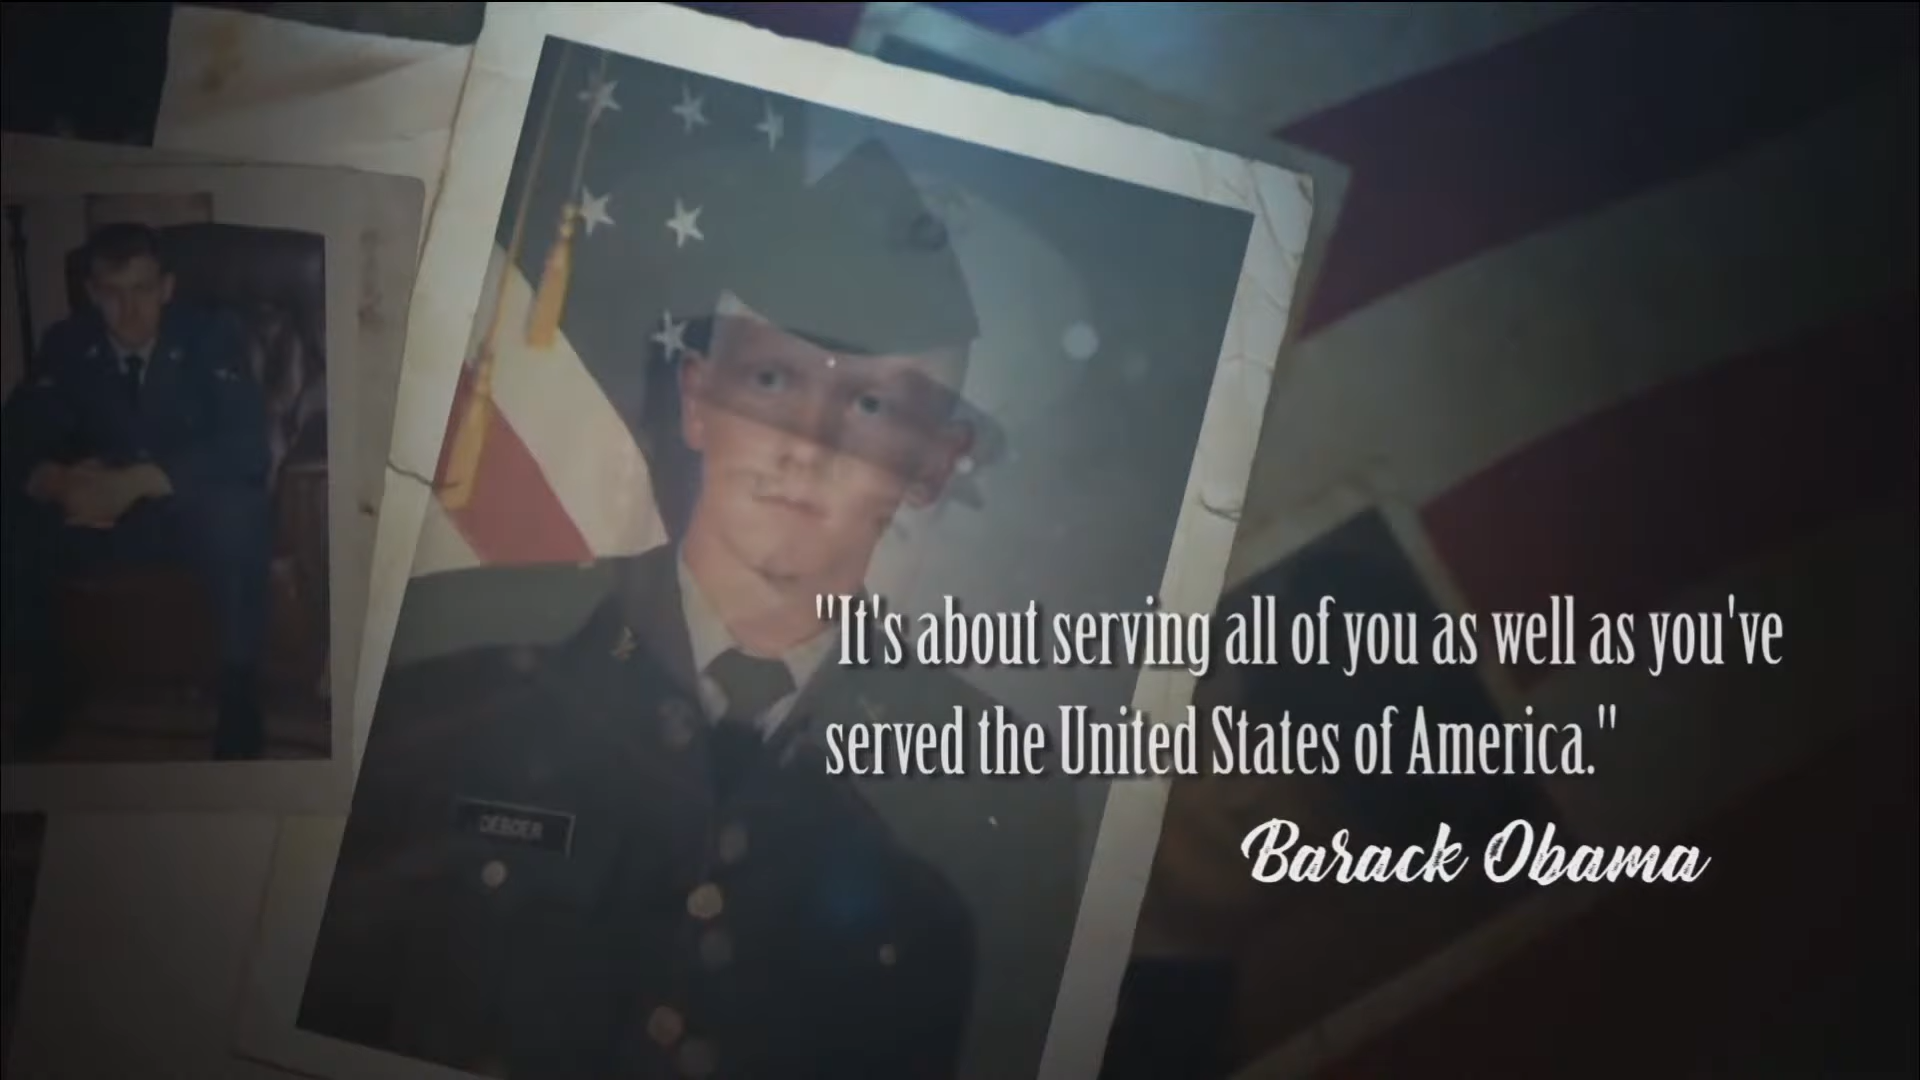 "It's about serving all of you as well as you've
served the United States of America."
Barack Obama
DEBOER